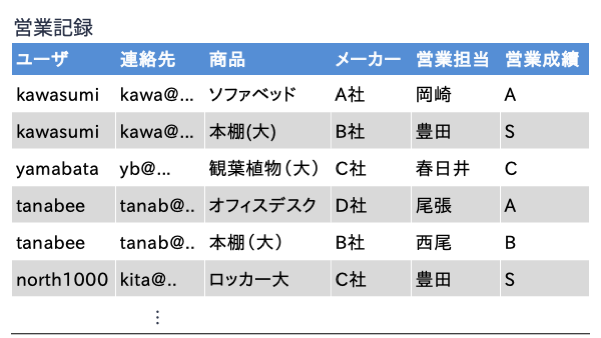 営業記録
ユーザ 連絡先 商品 メーカー 営業担当 営業成績
kawasumi kawa@... ソファベッド A社 岡崎 A
kawasumi kawa@... 本棚(大) B社 豊田 S
yamabata yb@... 観葉植物（大） C社 春日井 C
tanabee tanab@.. オフィスデスク D社 尾張 A
tanabee tanab@.. 本棚（大） B社 西尾 B
north1000 kita@.. ロッカー大 C社 豊田 S
⋮